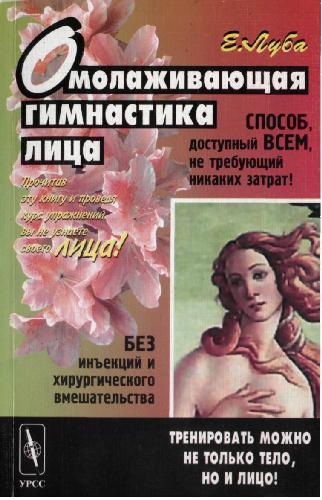 Е. Луба
Омолаживающая
гимнастика
лица
СПОСОБ,
доступный ВСЕМ,
не требующий
никаких затрат!
Прочитав
эту книгу и проведя
курс упражнений,
вы не узнаете
своего лица!
БЕЗ
инъекций и
хирургического
вмешательства
ТРЕНИРОВАТЬ МОЖНО
НЕ ТОЛЬКО ТЕЛО,
НО И ЛИЦО!
УРСС